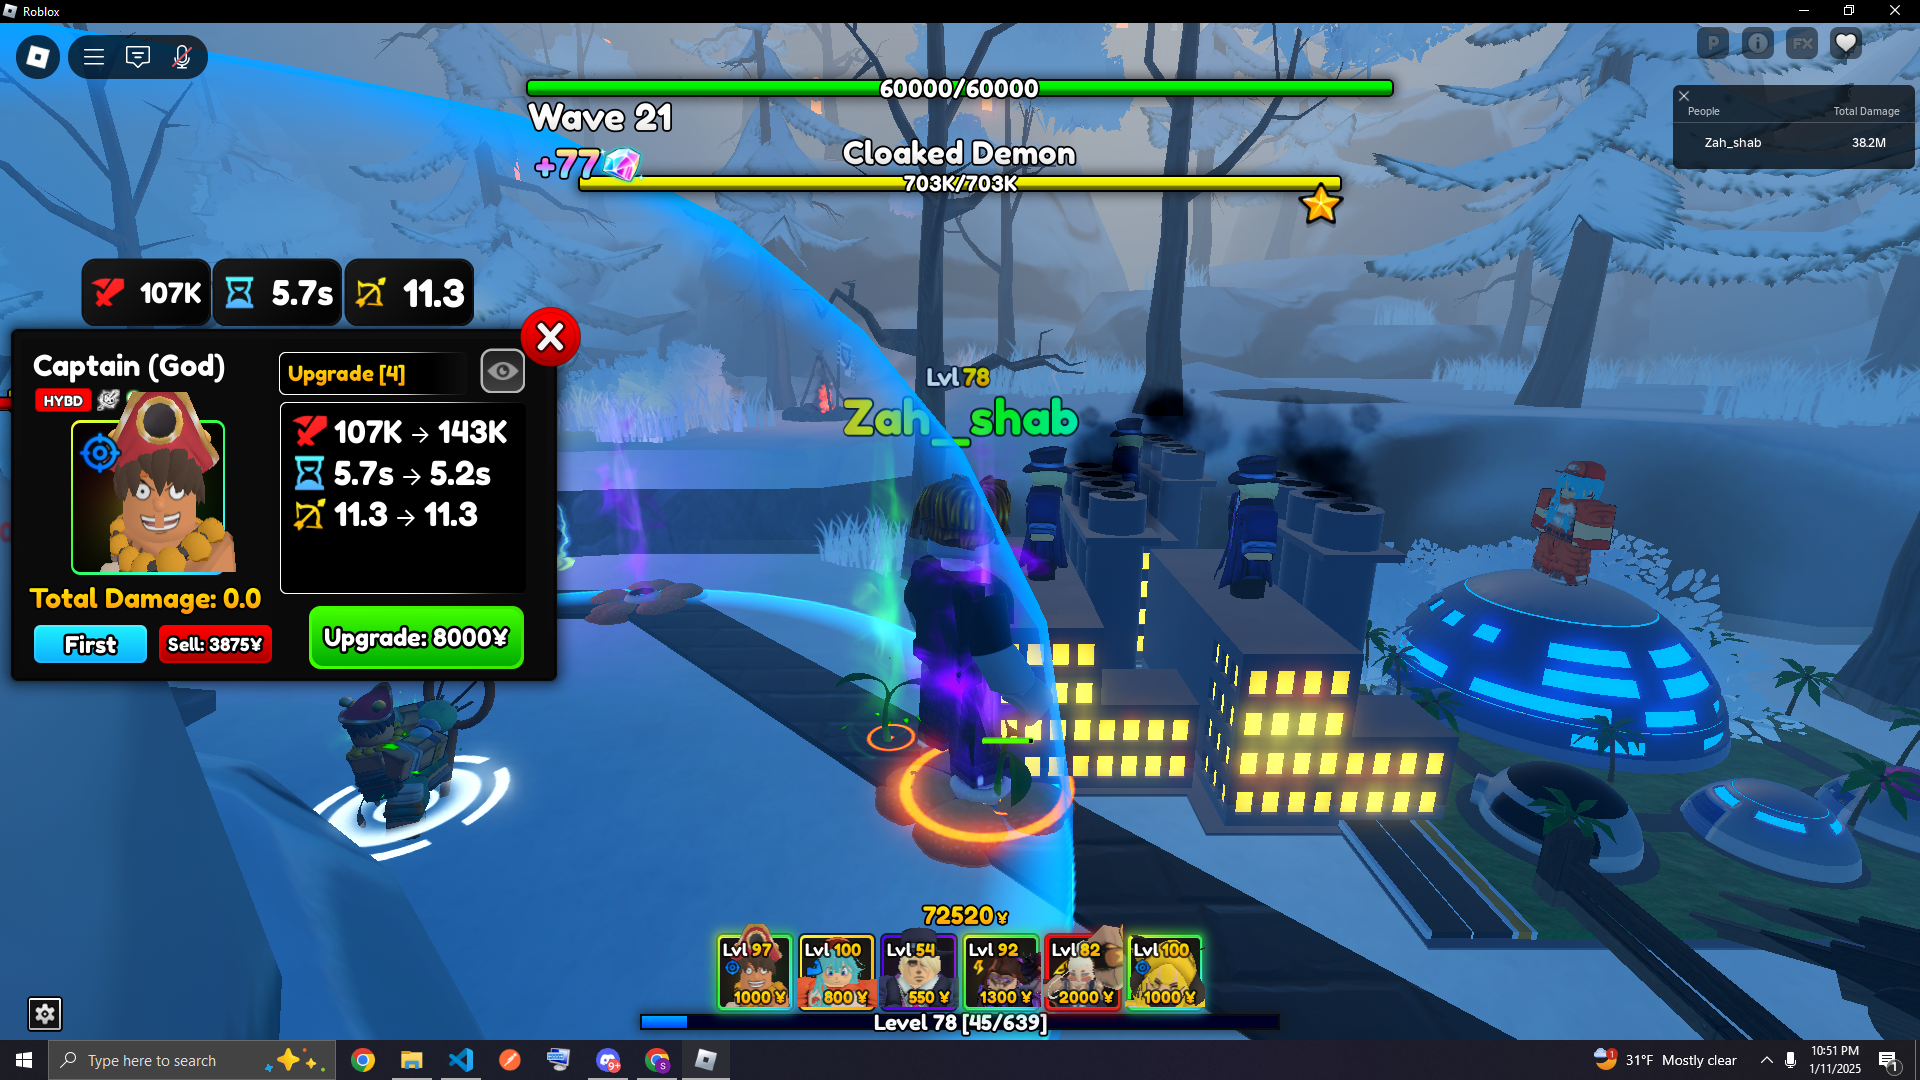 Roblox
P
FX
60000/60000
Wave 21
+77
Cloaked Demon
703K/703K
People Total Damage
Zah_shab 38.2M
107K 5.7s 11.3
Captain (God)
HYBD
Upgrade [4]
107K → 143K
5.7s → 5.2s
11.3 → 11.3
Total Damage: 0.0
First
Sell: 3875¥
Upgrade: 8000¥
Lvl 78
Zah_shab
72520¥
Lvl 97 Lvl 100 Lvl 54 Lvl 92 Lvl 82 Lvl 100
1000 ¥ 800 ¥ 550 ¥ 1300 ¥ 2000 ¥ 1000 ¥
Level 78 [45/639]
Type here to search
9+
S
1
31°F Mostly clear
10:51 PM
1/11/2025
1